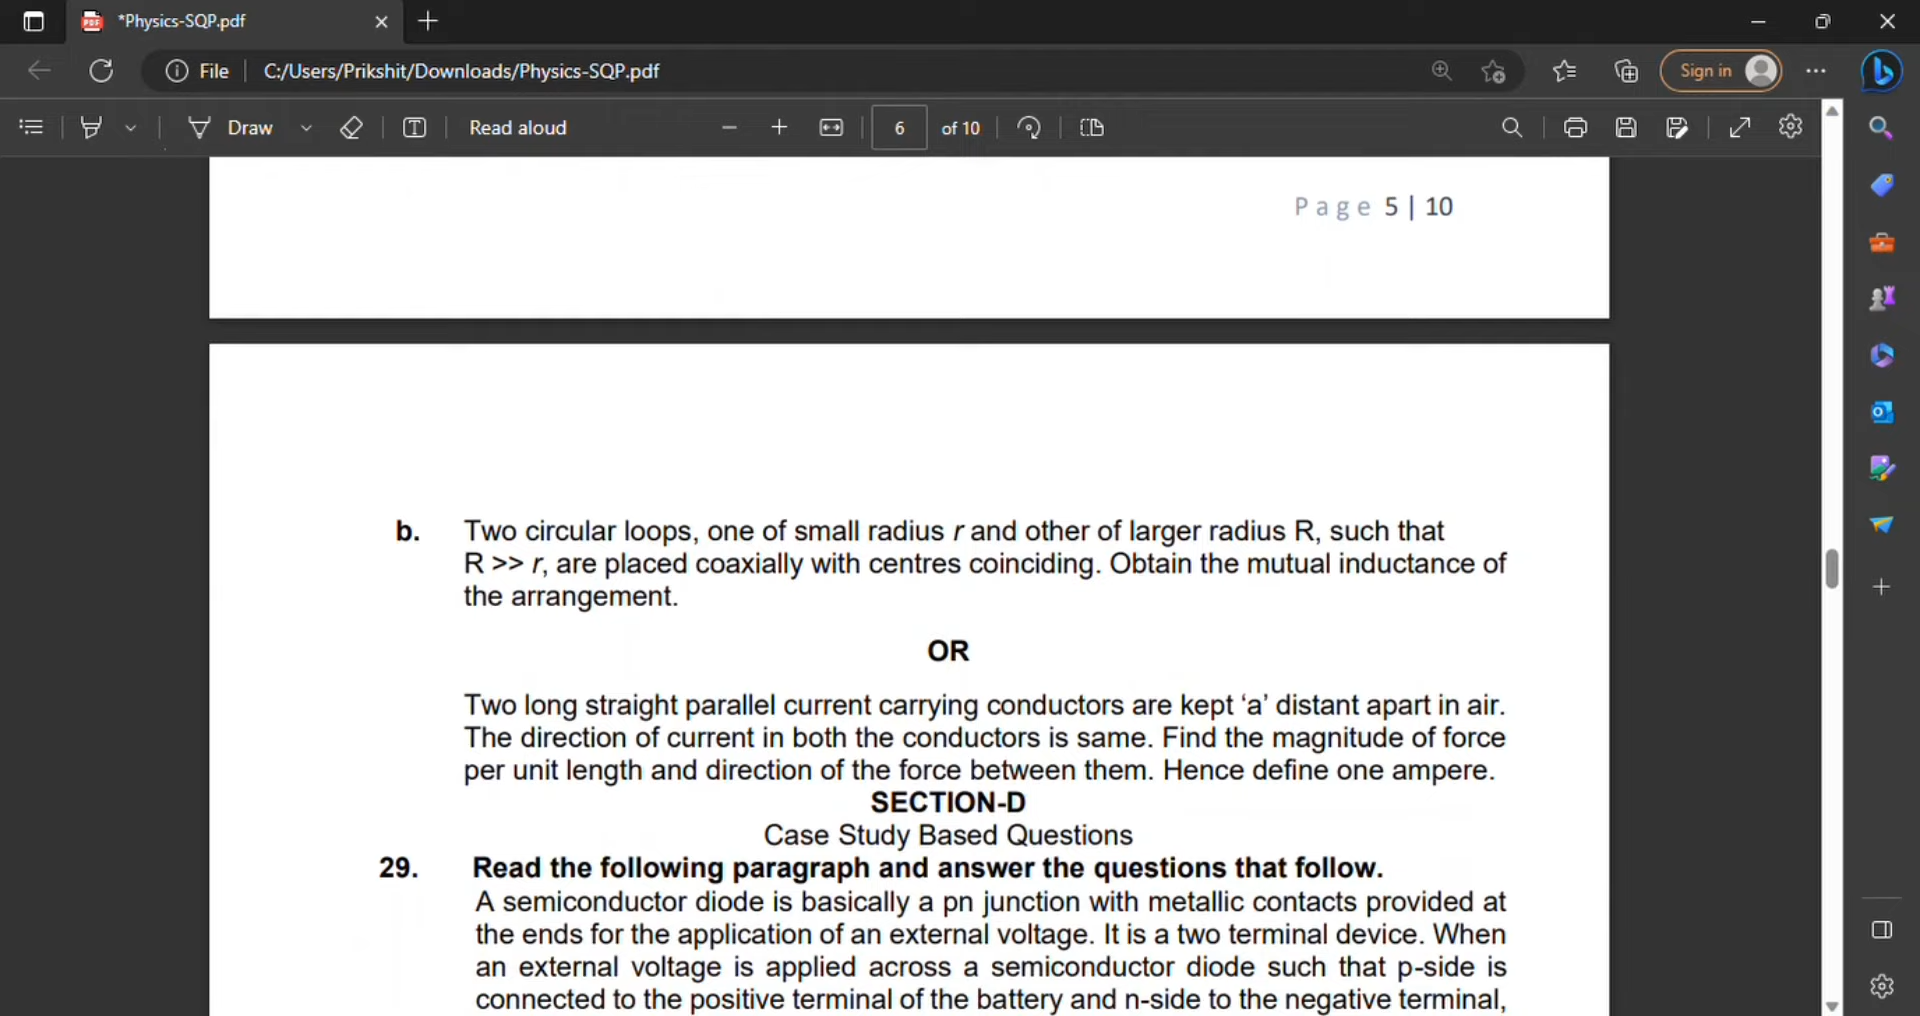 *Physics-SQP.pdf
File C:/Users/Prikshit/Downloads/Physics-SQP.pdf
Sign in
Draw Read aloud 6 of 10
Page 5 | 10
b. Two circular loops, one of small radius r and other of larger radius R, such that
R >> r, are placed coaxially with centres coinciding. Obtain the mutual inductance of
the arrangement.
OR
Two long straight parallel current carrying conductors are kept ‘a’ distant apart in air.
The direction of current in both the conductors is same. Find the magnitude of force
per unit length and direction of the force between them. Hence define one ampere.
SECTION-D
Case Study Based Questions
29. Read the following paragraph and answer the questions that follow.
A semiconductor diode is basically a pn junction with metallic contacts provided at
the ends for the application of an external voltage. It is a two terminal device. When
an external voltage is applied across a semiconductor diode such that p-side is
connected to the positive terminal of the battery and n-side to the negative terminal,